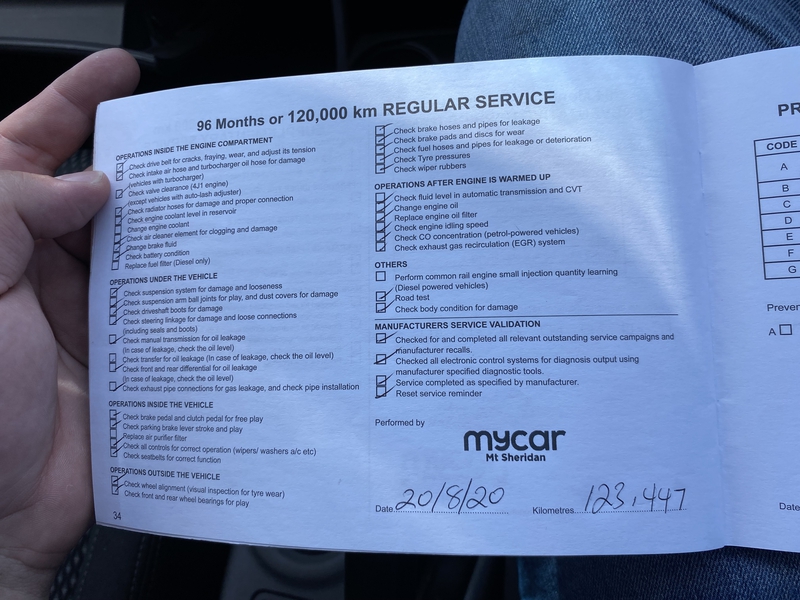 96 Months or 120,000 km REGULAR SERVICE
OPERATIONS INSIDE THE ENGINE COMPARTMENT
Check drive belt for cracks, fraying, wear, and adjust its tension
Check intake air hose and turbocharger oil hose for damage
(vehicles with turbocharger)
Check valve clearance (4J1 engine)
(except vehicles with auto-lash adjuster)
Check radiator hoses for damage and proper connection
Check engine coolant level in reservoir
Change engine coolant
Check air cleaner element for clogging and damage
Change brake fluid
Check battery condition
Replace fuel filter (Diesel only)
OPERATIONS UNDER THE VEHICLE
Check suspension system for damage and looseness
Check suspension arm ball joints for play, and dust covers for damage
Check driveshaft boots for damage
Check steering linkage for damage and loose connections
(including seals and boots)
Check manual transmission for oil leakage
(In case of leakage, check the oil level)
Check transfer for oil leakage (In case of leakage, check the oil level)
Check front and rear differential for oil leakage
(In case of leakage, check the oil level)
Check exhaust pipe connections for gas leakage, and check pipe installation
OPERATIONS INSIDE THE VEHICLE
Check brake pedal and clutch pedal for free play
Check parking brake lever stroke and play
Replace air purifier filter
Check all controls for correct operation (wipers/ washers a/c etc)
Check seatbelts for correct function
OPERATIONS OUTSIDE THE VEHICLE
Check wheel alignment (visual inspection for tyre wear)
Check front and rear wheel bearings for play
34
Check brake hoses and pipes for leakage
Check brake pads and discs for wear
Check fuel hoses and pipes for leakage or deterioration
Check Tyre pressures
Check wiper rubbers
OPERATIONS AFTER ENGINE IS WARMED UP
Check fluid level in automatic transmission and CVT
Change engine oil
Replace engine oil filter
Check engine idling speed
Check CO concentration (petrol-powered vehicles)
Check exhaust gas recirculation (EGR) system
OTHERS
Perform common rail engine small injection quantity learning
(Diesel powered vehicles)
Road test
Check body condition for damage
MANUFACTURERS SERVICE VALIDATION
Checked for and completed all relevant outstanding service campaigns and
manufacturer recalls.
Checked all electronic control systems for diagnosis output using
manufacturer specified diagnostic tools.
Service completed as specified by manufacturer.
Reset service reminder
Performed by
mycar
Mt Sheridan
Date 20/8/20 Kilometres 123,447
PR
CODE
A
B
C
D
E
F
G
Preven
A
Date